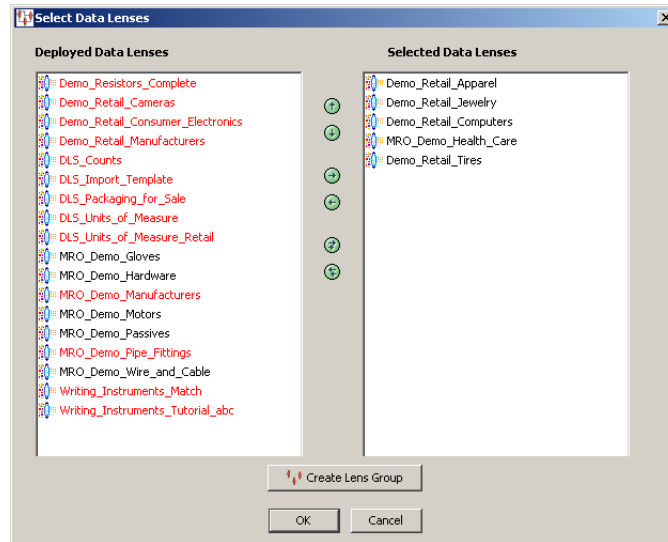 Select Data Lenses
Deployed Data Lenses
Demo_Resistors_Complete
Demo_Retail_Cameras
Demo_Retail_Consumer_Electronics
Demo_Retail_Manufacturers
DLS_Counts
DLS_Import_Template
DLS_Packaging_for_Sale
DLS_Units_of_Measure
DLS_Units_of_Measure_Retail
MRO_Demo_Gloves
MRO_Demo_Hardware
MRO_Demo_Manufacturers
MRO_Demo_Motors
MRO_Demo_Passives
MRO_Demo_Pipe_Fittings
MRO_Demo_Wire_and_Cable
Writing_Instruments_Match
Writing_Instruments_Tutorial_abc
Selected Data Lenses
Demo_Retail_Apparel
Demo_Retail_Jewelry
Demo_Retail_Computers
MRO_Demo_Health_Care
Demo_Retail_Tires
Create Lens Group
OK
Cancel